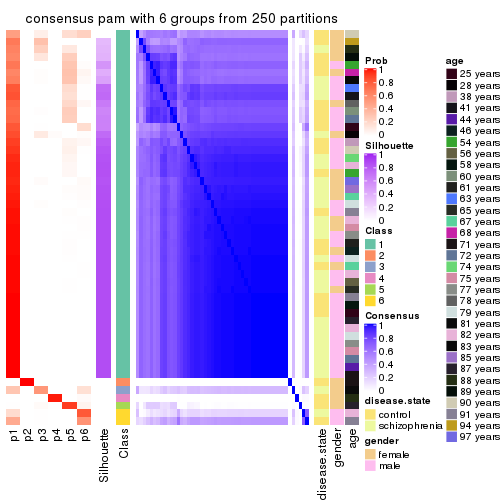 consensus pam with 6 groups from 250 partitions
p1
p2
p3
p4
p5
p6
Silhouette
Class
disease.state
gender
age
Prob
1
0.8
0.6
0.4
0.2
0
Silhouette
1
0.8
0.6
0.4
0.2
0
Class
1
2
3
4
5
6
Consensus
1
0.8
0.6
0.4
0.2
0
disease.state
control
schizophrenia
gender
female
male
age
25 years
28 years
38 years
41 years
44 years
46 years
54 years
56 years
58 years
60 years
61 years
63 years
65 years
67 years
68 years
71 years
72 years
74 years
75 years
77 years
78 years
79 years
81 years
82 years
83 years
85 years
87 years
88 years
89 years
90 years
91 years
94 years
97 years